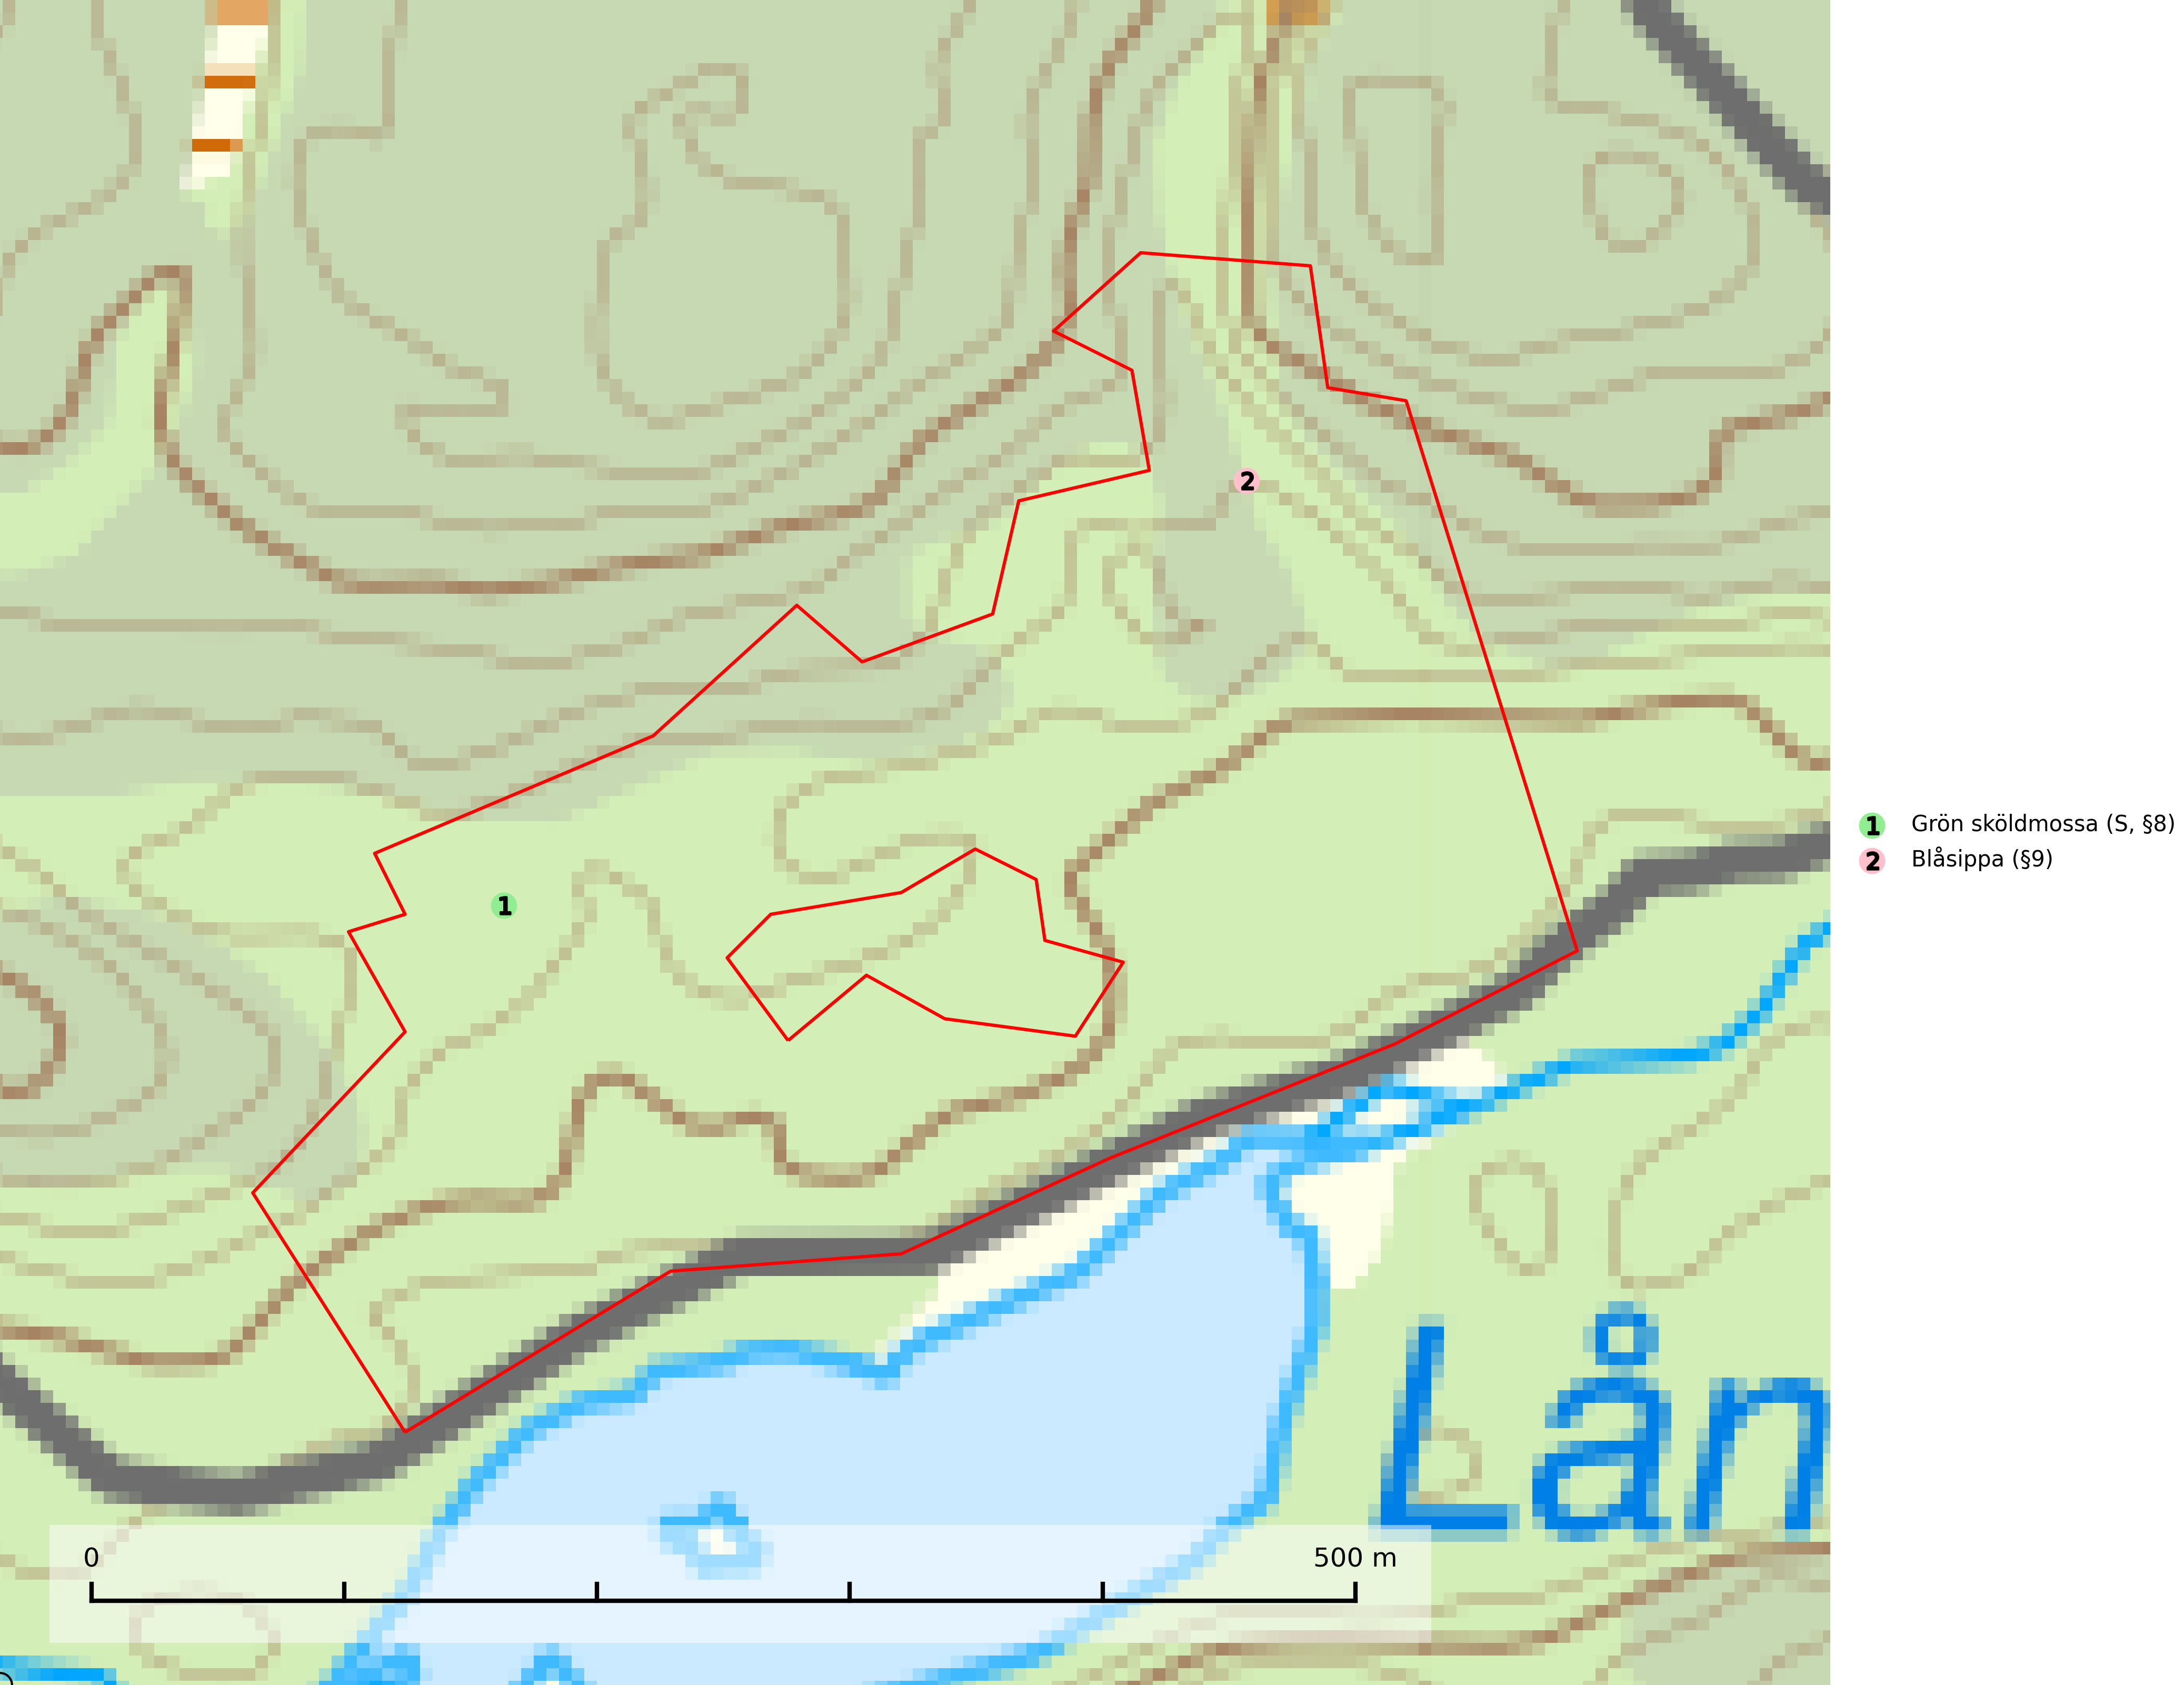 2
1
1 Grön sköldmossa (S, §8)
2 Blåsippa (§9)
Lån
0 500 m